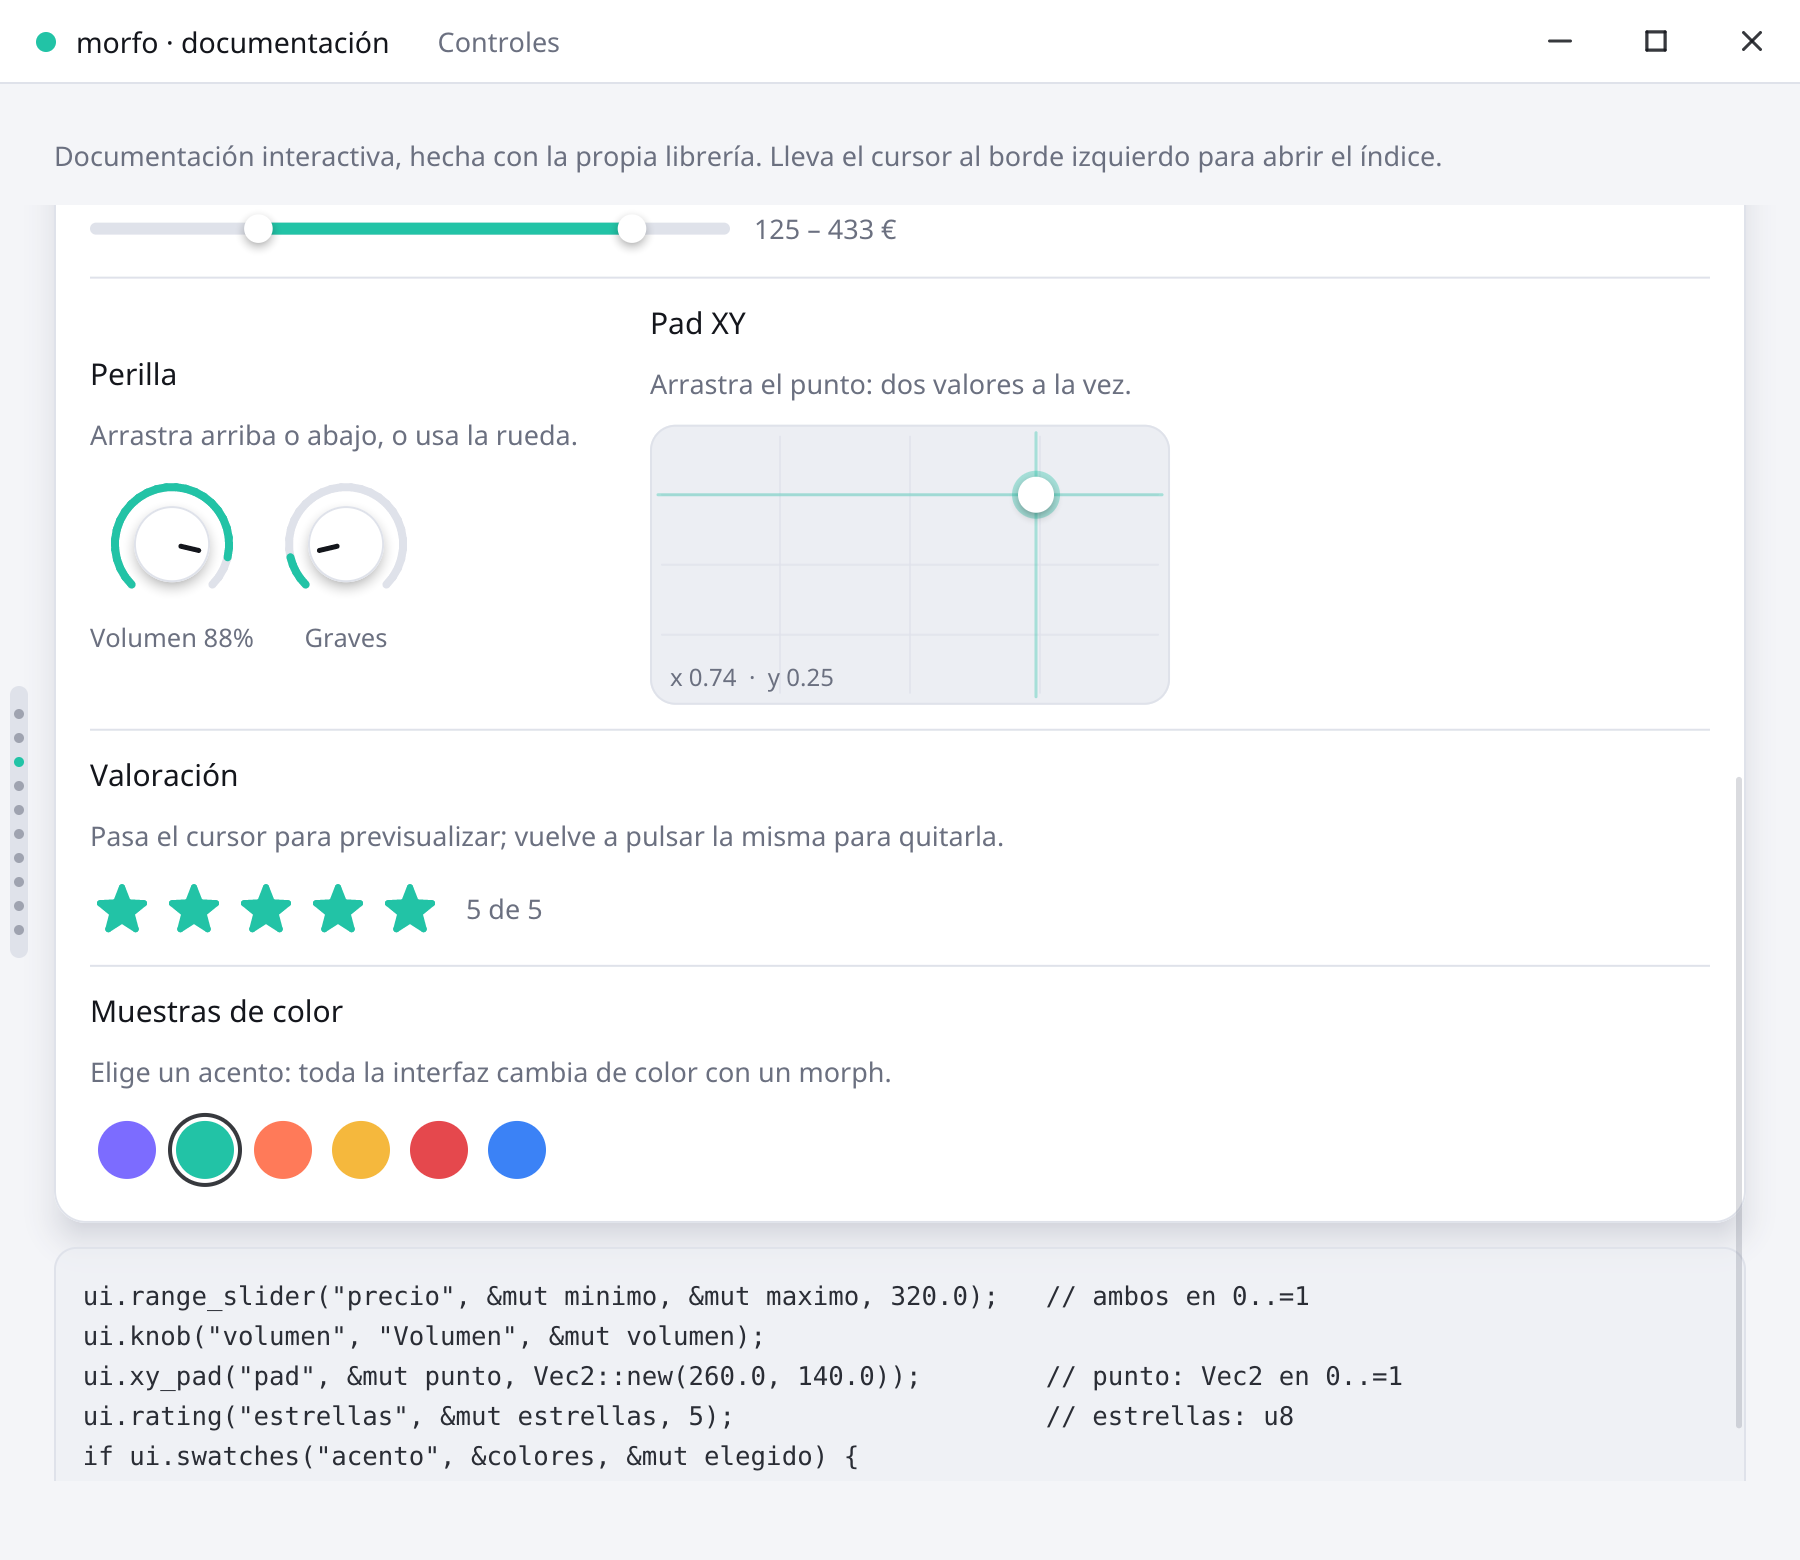 morfo · documentación Controles
Documentación interactiva, hecha con la propia librería. Lleva el cursor al borde izquierdo para abrir el índice.
125 – 433 €
Perilla
Arrastra arriba o abajo, o usa la rueda.
Volumen 88% Graves
Pad XY
Arrastra el punto: dos valores a la vez.
x 0.74 · y 0.25
Valoración
Pasa el cursor para previsualizar; vuelve a pulsar la misma para quitarla.
5 de 5
Muestras de color
Elige un acento: toda la interfaz cambia de color con un morph.
ui.range_slider("precio", &mut minimo, &mut maximo, 320.0);   // ambos en 0..=1
ui.knob("volumen", "Volumen", &mut volumen);
ui.xy_pad("pad", &mut punto, Vec2::new(260.0, 140.0));        // punto: Vec2 en 0..=1
ui.rating("estrellas", &mut estrellas, 5);                    // estrellas: u8
if ui.swatches("acento", &colores, &mut elegido) {